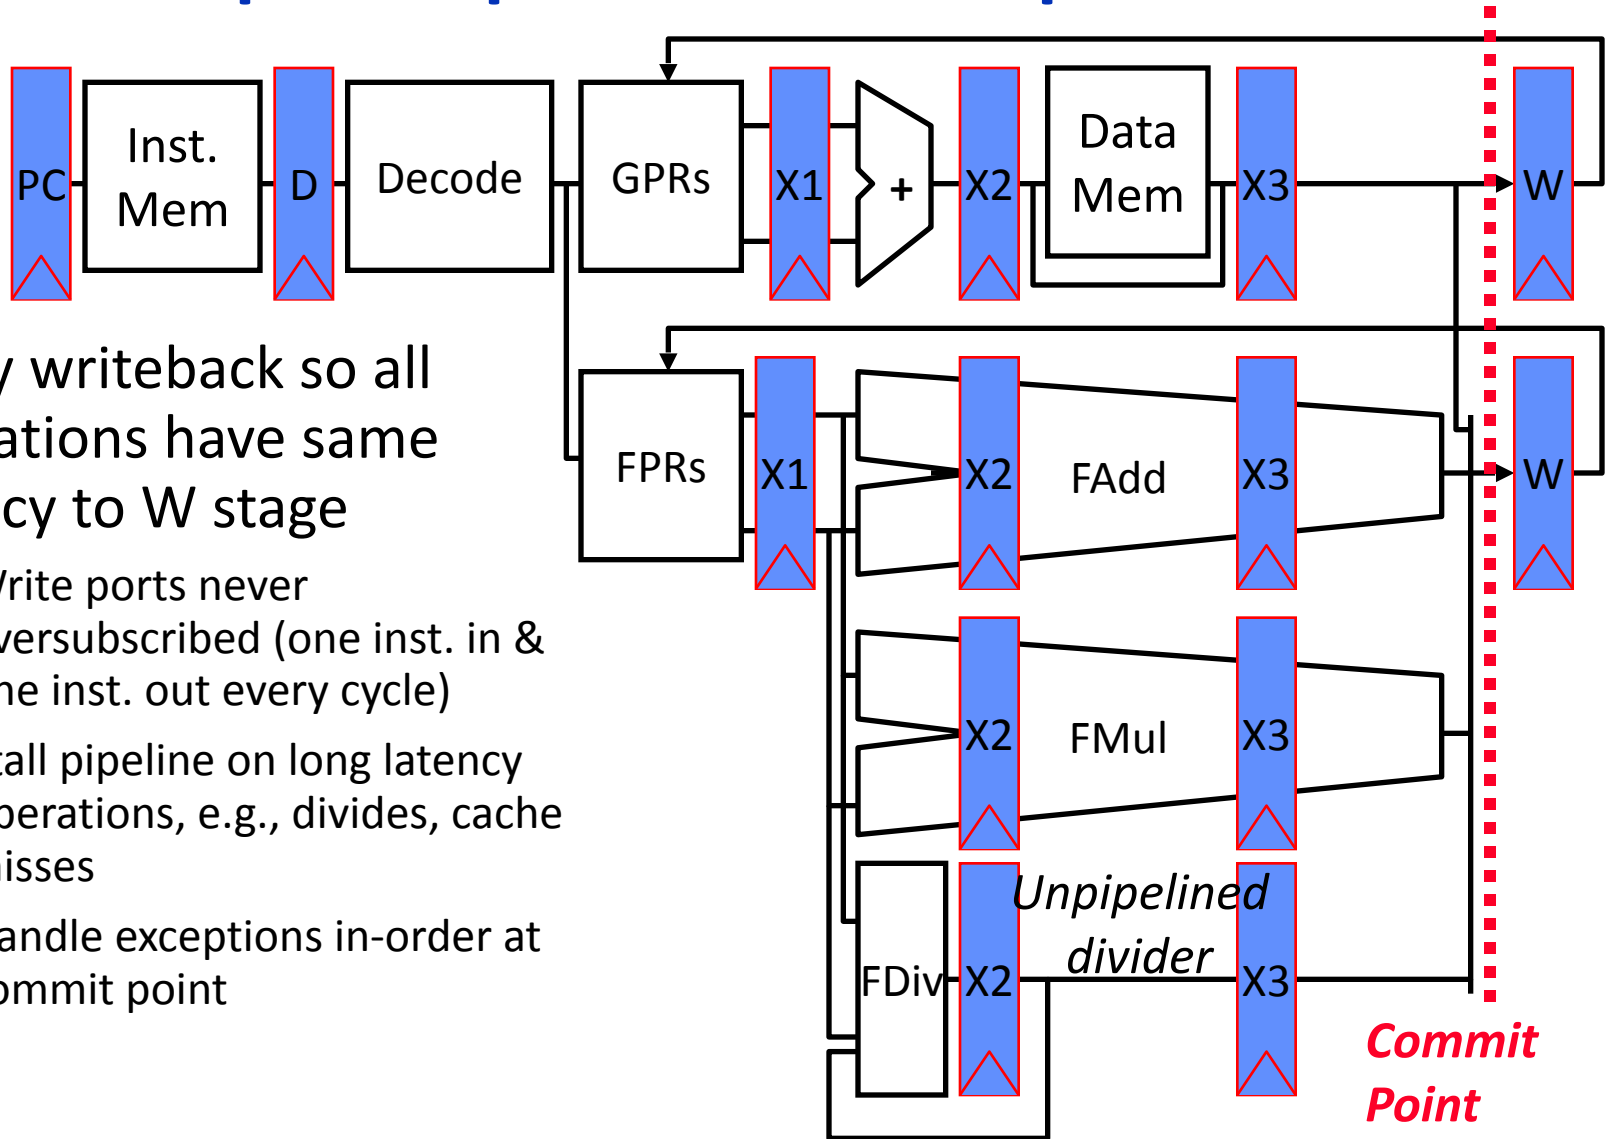 PC
Inst.
Mem
D
Decode
GPRs
X1
+
X2
Data
Mem
X3
W
y writeback so all
ations have same
cy to W stage
FPRs
X1
X2
FAdd
X3
W
Write ports never
versubscribed (one inst. in &
ne inst. out every cycle)
tall pipeline on long latency
perations, e.g., divides, cache
isses
andle exceptions in-order at
ommit point
X2
FMul
X3
FDiv
X2
Unpipelined
divider
X3
Commit
Point